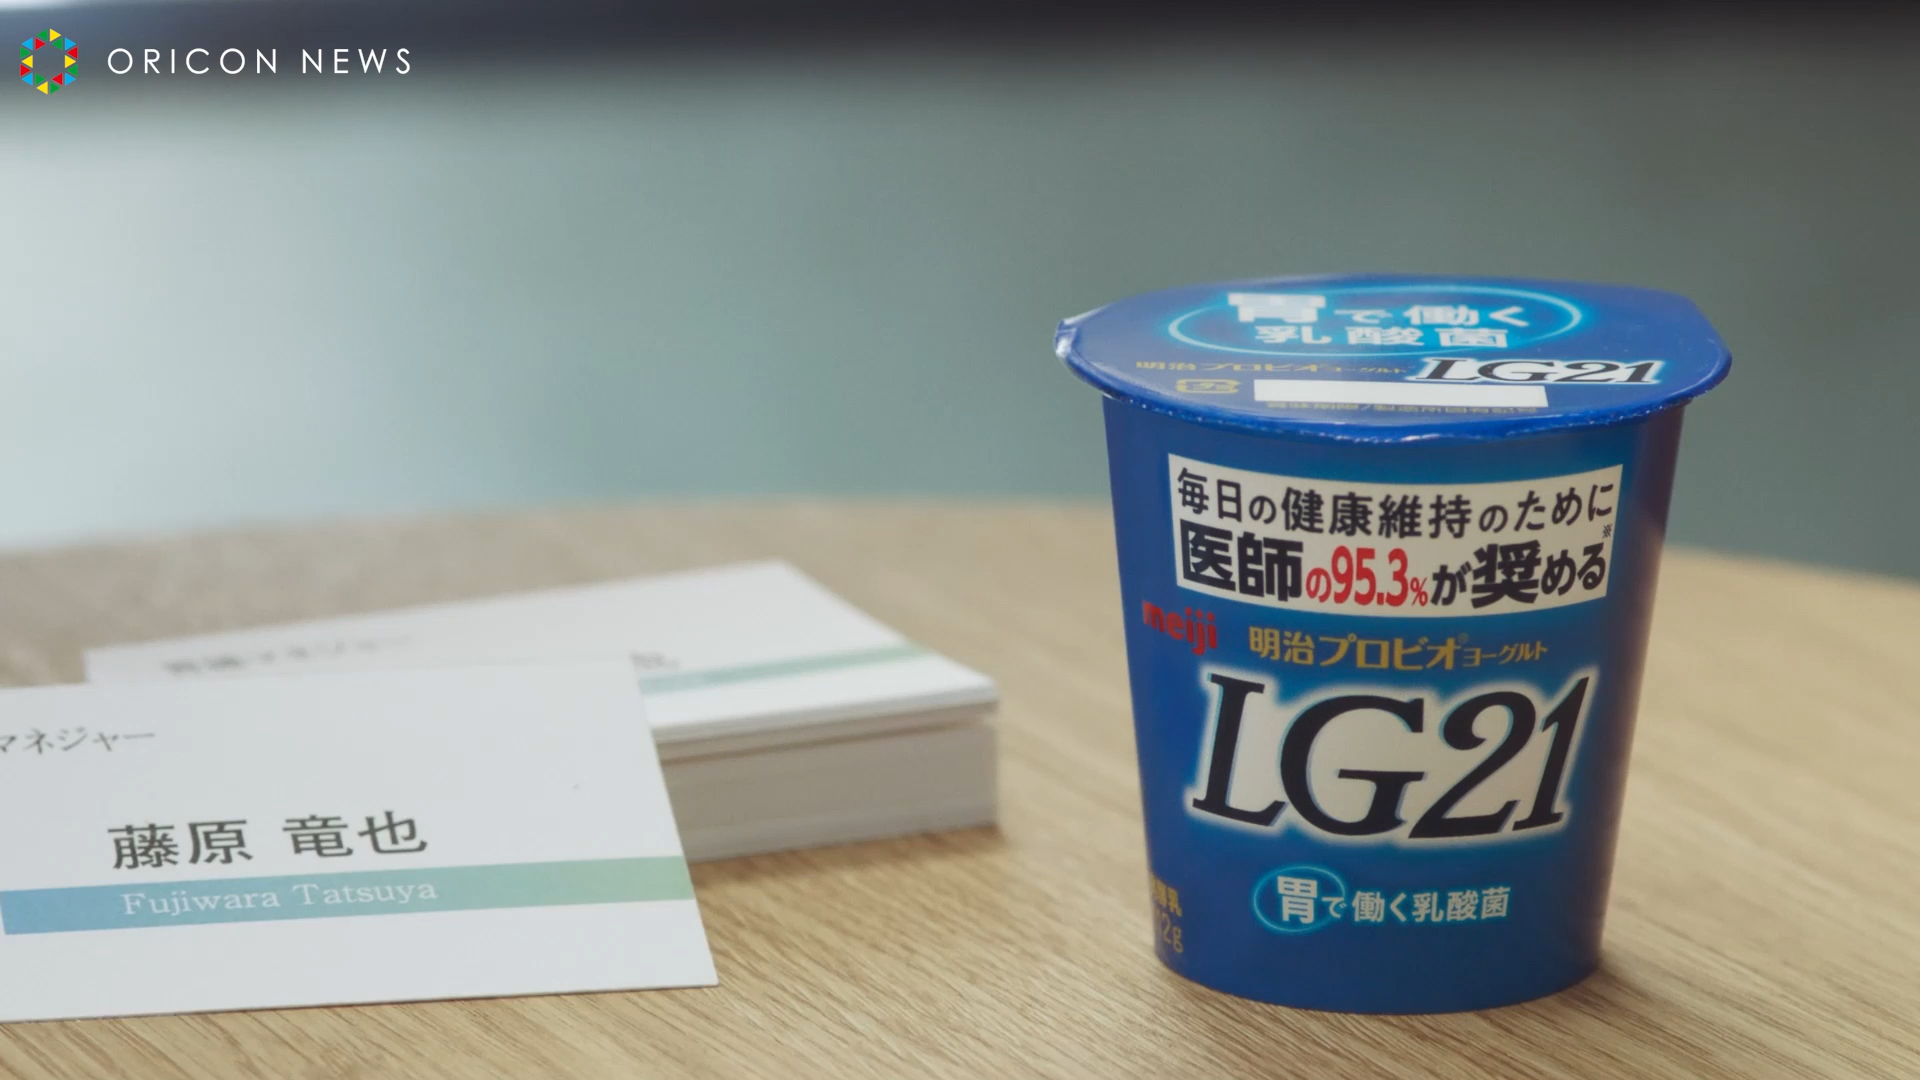 ORICON NEWS
胃で働く
乳酸菌
明治プロビオヨーグルト LG21
毎日の健康維持のために
医師の95.3%が奨める※
meiji 明治プロビオ®ヨーグルト
LG21
胃で働く乳酸菌
マネジャー
藤原 竜也
Fujiwara Tatsuya